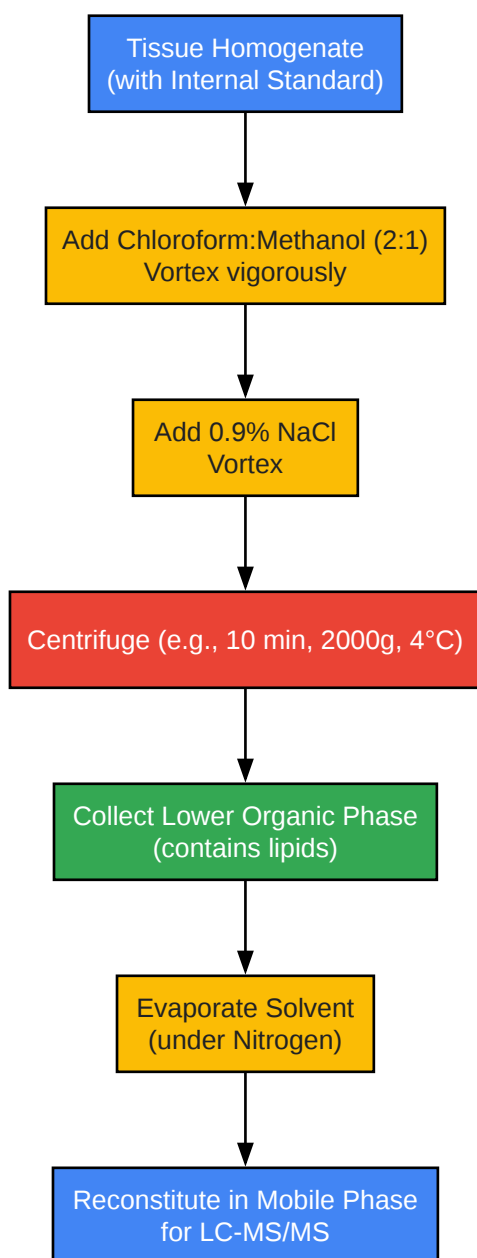 Tissue Homogenate
(with Internal Standard)
Add Chloroform:Methanol (2:1)
Vortex vigorously
Add 0.9% NaCl
Vortex
Centrifuge (e.g., 10 min, 2000g, 4°C)
Collect Lower Organic Phase
(contains lipids)
Evaporate Solvent
(under Nitrogen)
Reconstitute in Mobile Phase
for LC-MS/MS